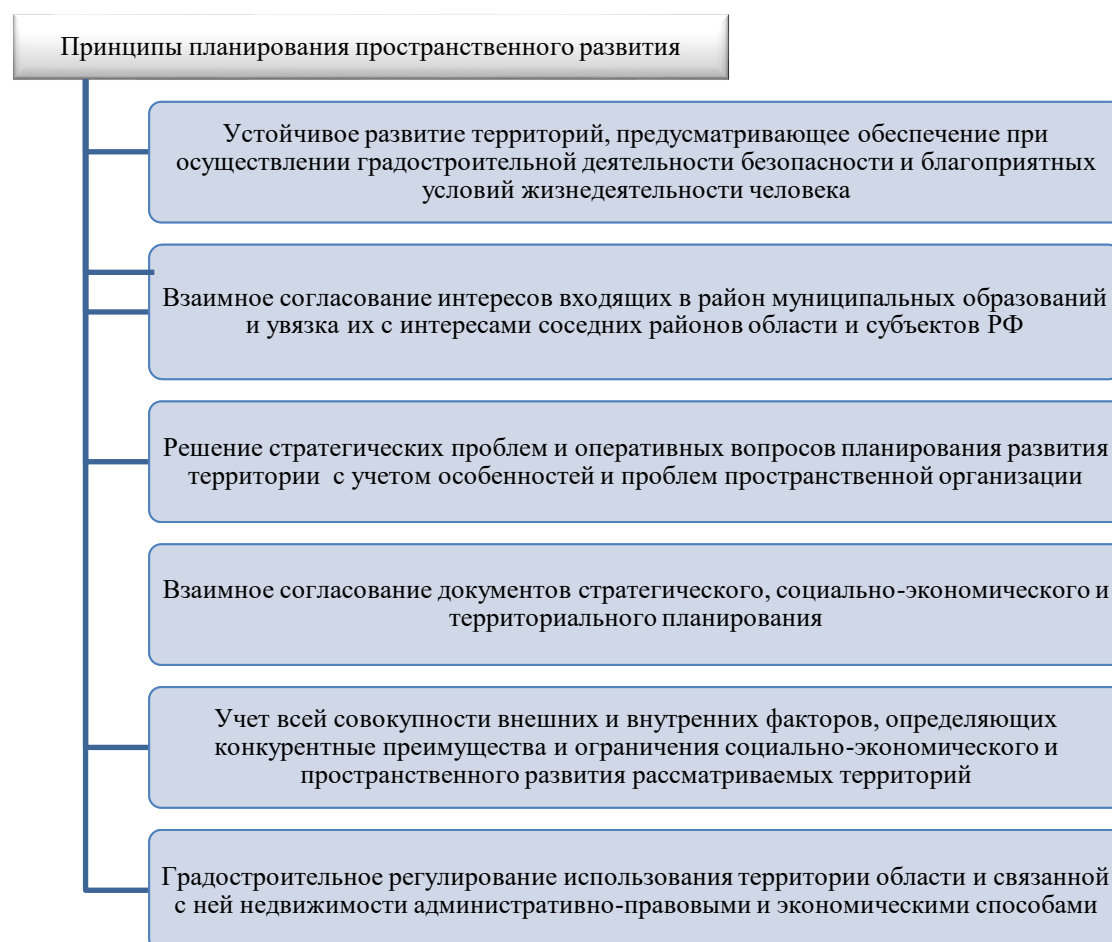 Принципы планирования пространственного развития
Устойчивое развитие территорий, предусматривающее обеспечение при
осуществлении градостроительной деятельности безопасности и благоприятных
условий жизнедеятельности человека
Взаимное согласование интересов входящих в район муниципальных образований
и увязка их с интересами соседних районов области и субъектов РФ
Решение стратегических проблем и оперативных вопросов планирования развития
территории с учетом особенностей и проблем пространственной организации
Взаимное согласование документов стратегического, социально-экономического и
территориального планирования
Учет всей совокупности внешних и внутренних факторов, определяющих
конкурентные преимущества и ограничения социально-экономического и
пространственного развития рассматриваемых территорий
Градостроительное регулирование использования территории области и связанной
с ней недвижимости административно-правовыми и экономическими способами